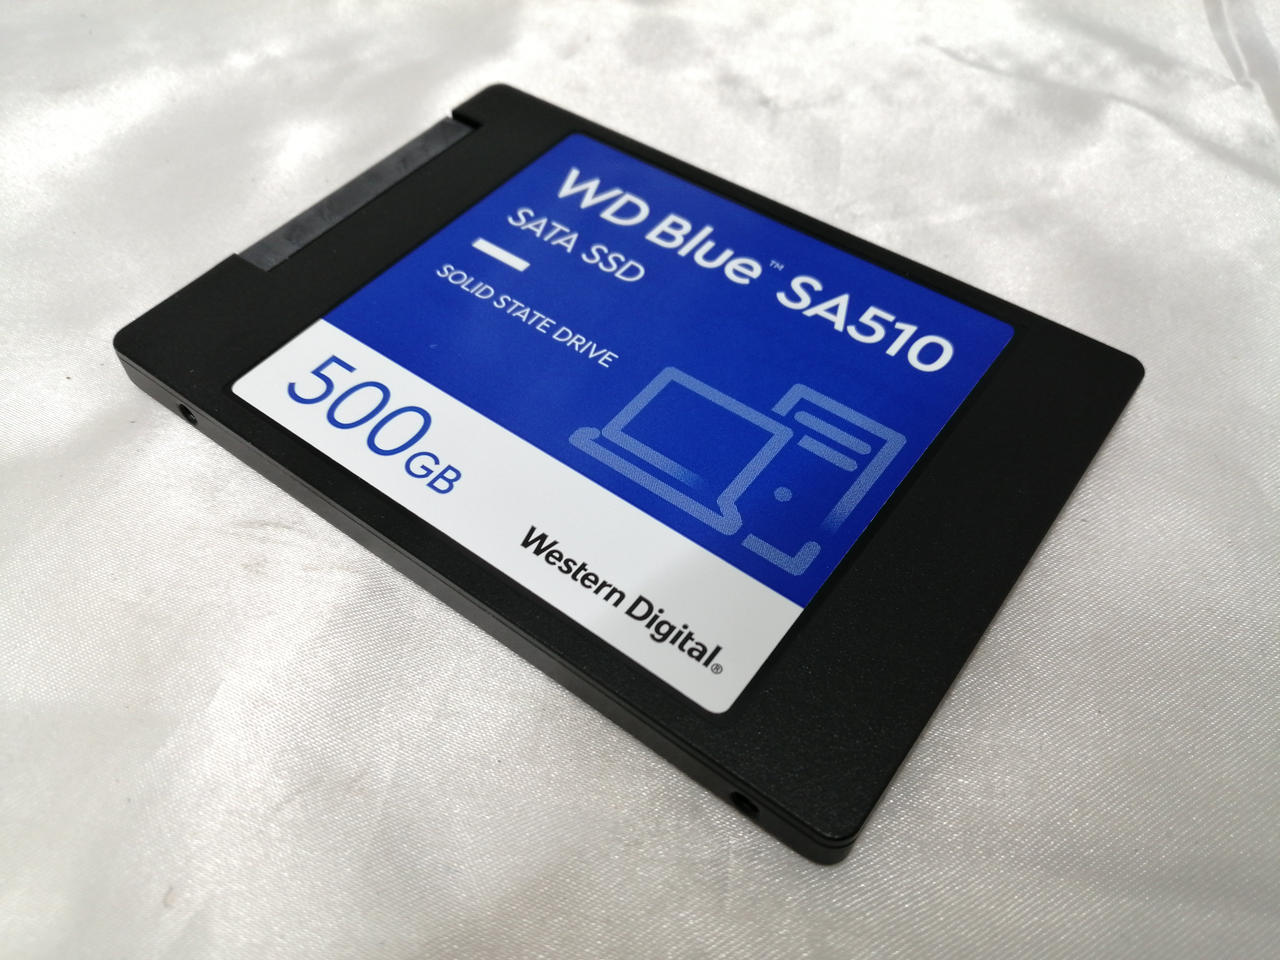 WD Blue™ SA510
SATA SSD
SOLID STATE DRIVE
500GB
Western Digital®